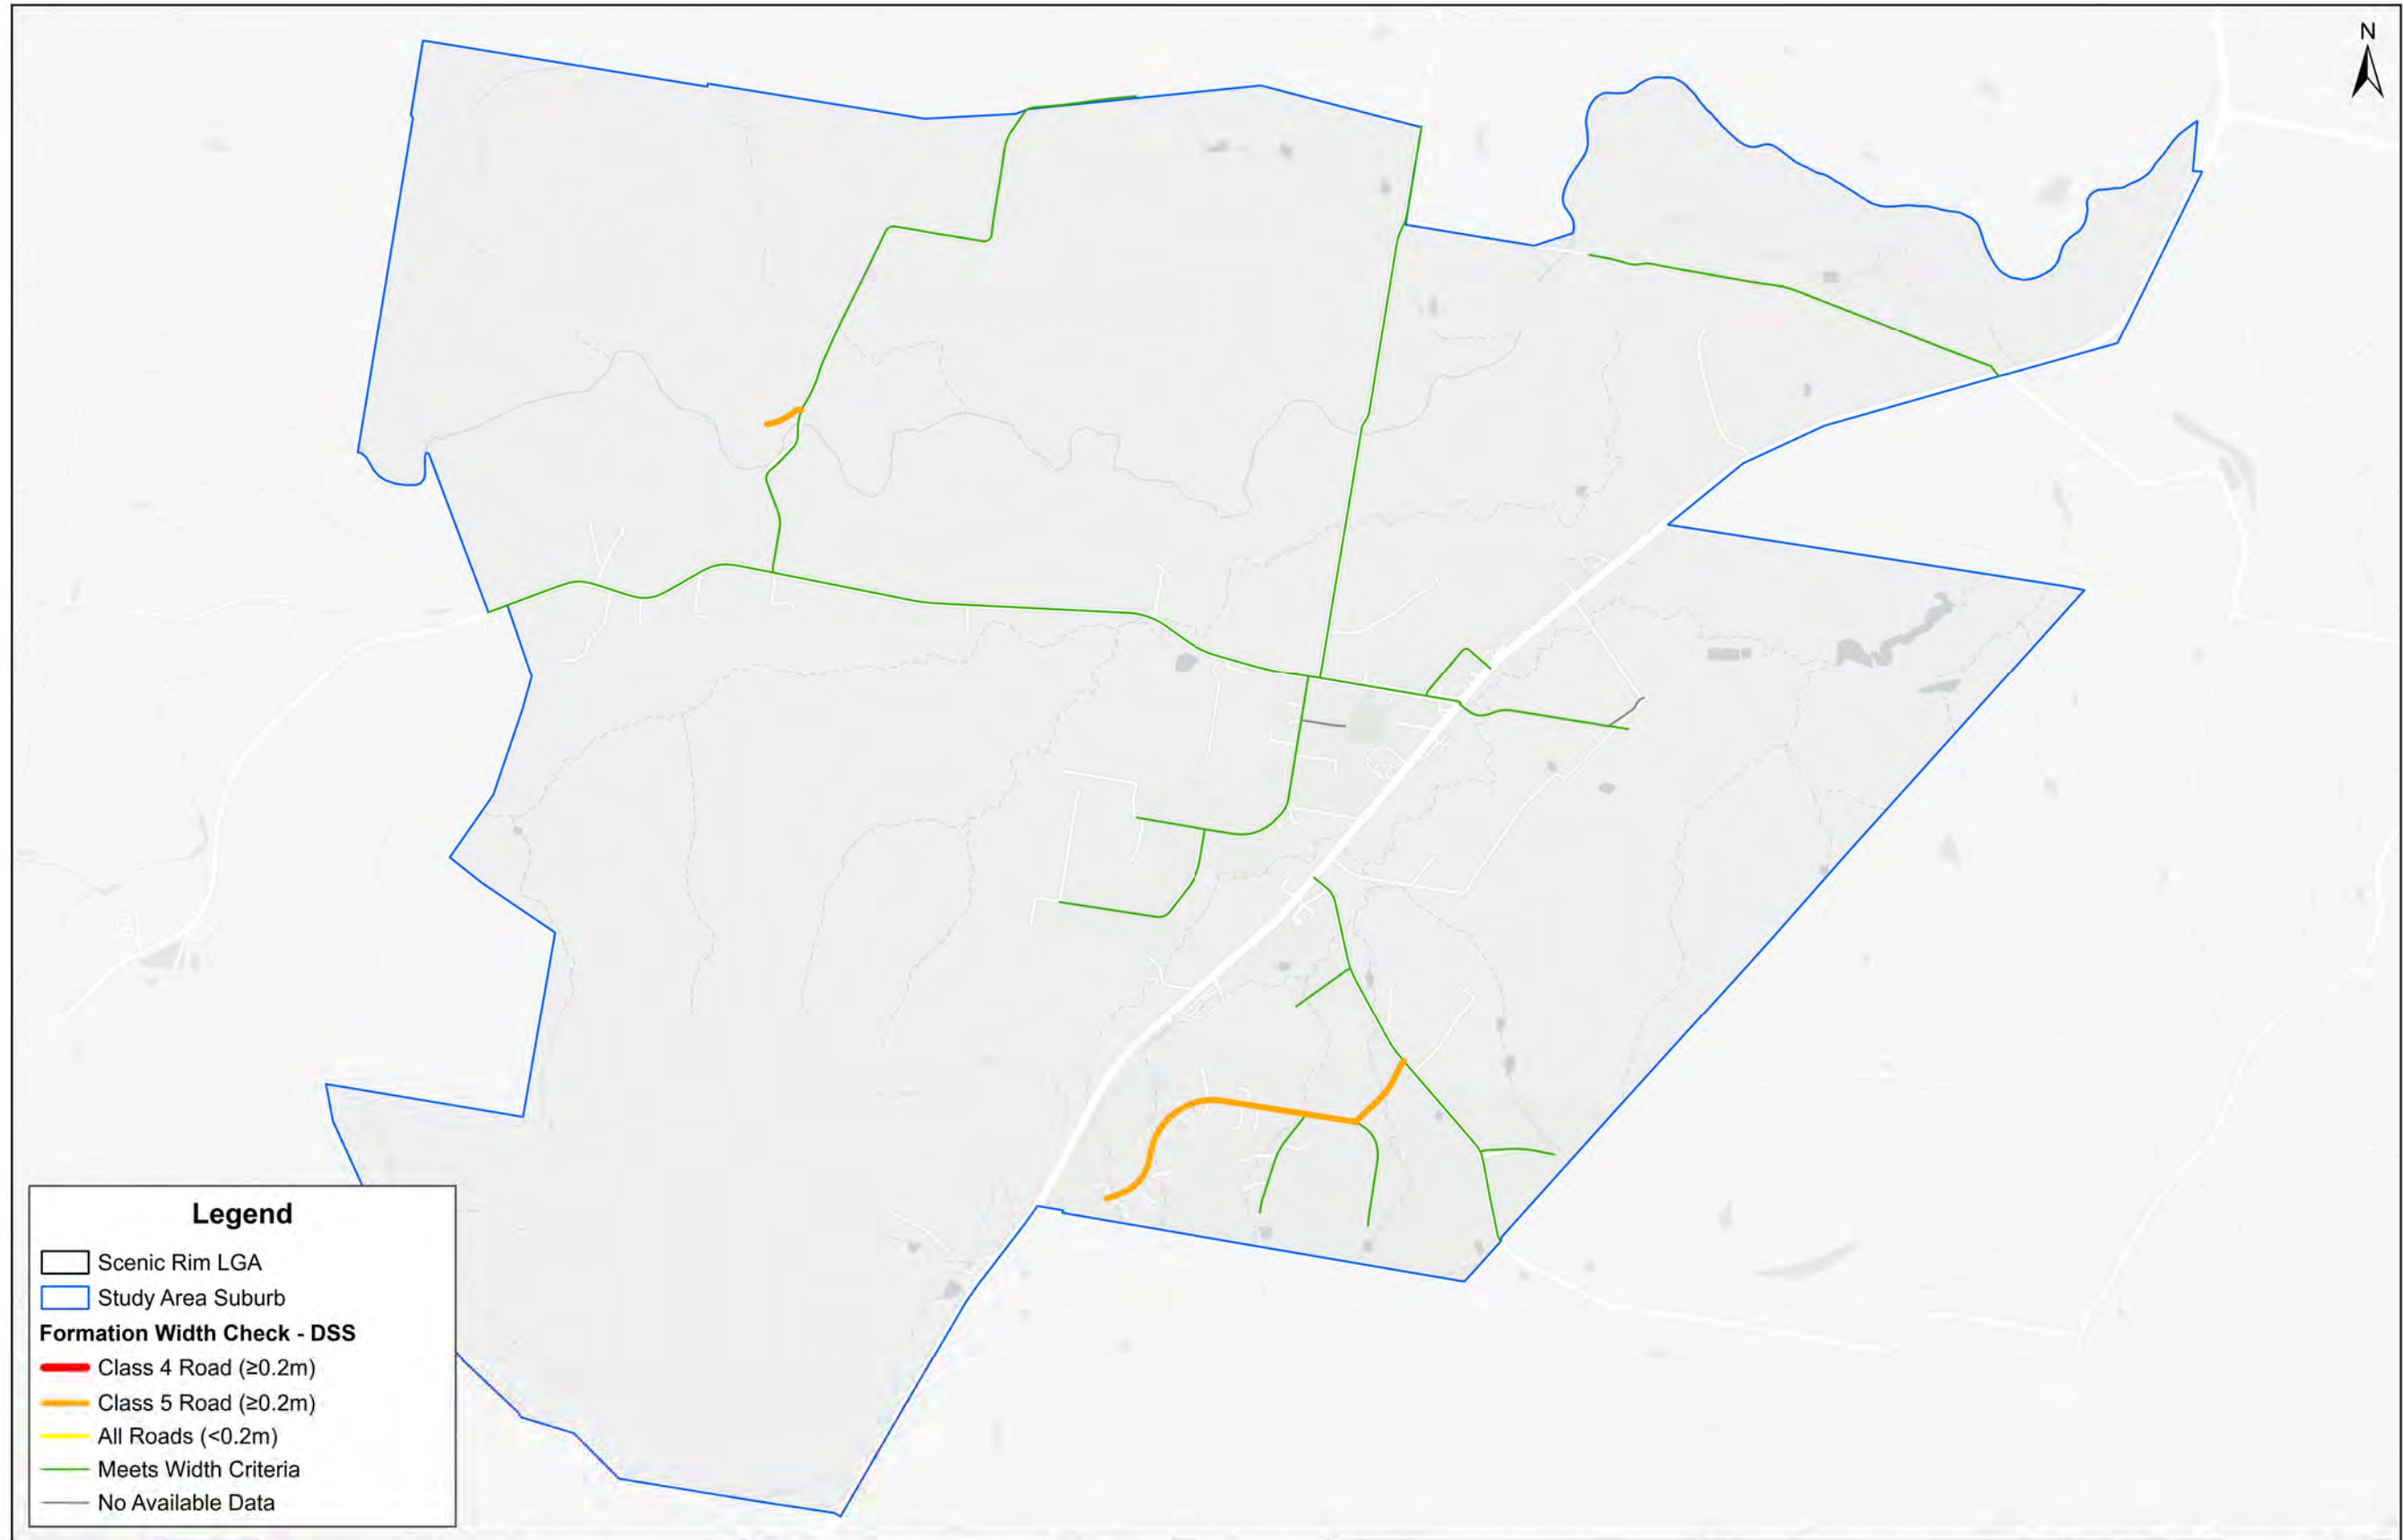 N
Legend
Scenic Rim LGA
Study Area Suburb
Formation Width Check - DSS
Class 4 Road (≥0.2m)
Class 5 Road (≥0.2m)
All Roads (<0.2m)
Meets Width Criteria
No Available Data